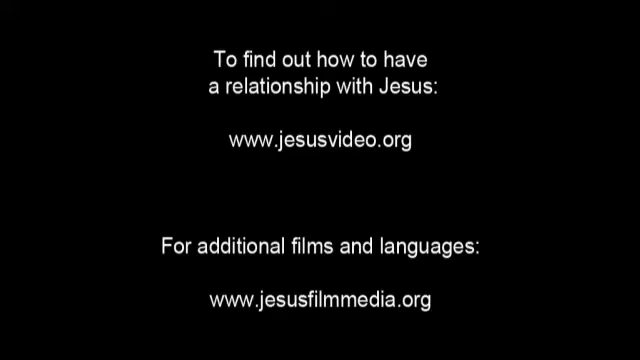 To find out how to have
a relationship with Jesus:
www.jesusvideo.org
For additional films and languages:
www.jesusfilmmedia.org